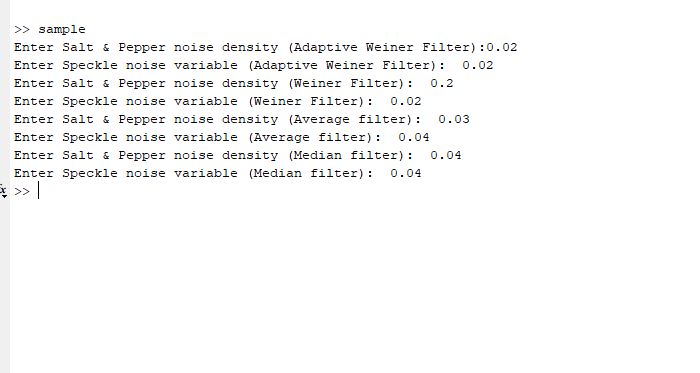 >> sample
Enter Salt & Pepper noise density (Adaptive Weiner Filter):0.02
Enter Speckle noise variable (Adaptive Weiner Filter):  0.02
Enter Salt & Pepper noise density (Weiner Filter):  0.2
Enter Speckle noise variable (Weiner Filter):  0.02
Enter Salt & Pepper noise density (Average filter):  0.03
Enter Speckle noise variable (Average filter):  0.04
Enter Salt & Pepper noise density (Median filter):  0.04
Enter Speckle noise variable (Median filter):  0.04
>>